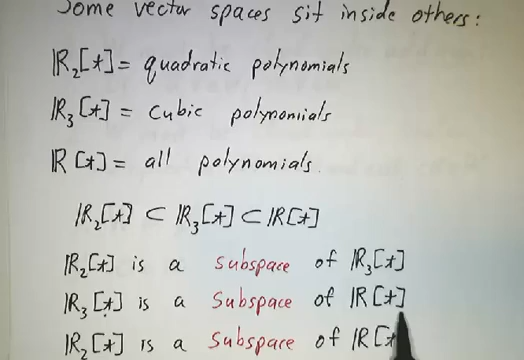 Some vector spaces sit inside others:
ℝ₂[t] = quadratic polynomials
ℝ₃[t] = cubic polynomials
ℝ[t] = all polynomials.
ℝ₂[t] ⊂ ℝ₃[t] ⊂ ℝ[t]
ℝ₂[t] is a subspace of ℝ₃[t]
ℝ₃[t] is a subspace of ℝ[t]
ℝ₂[t] is a subspace of ℝ[t